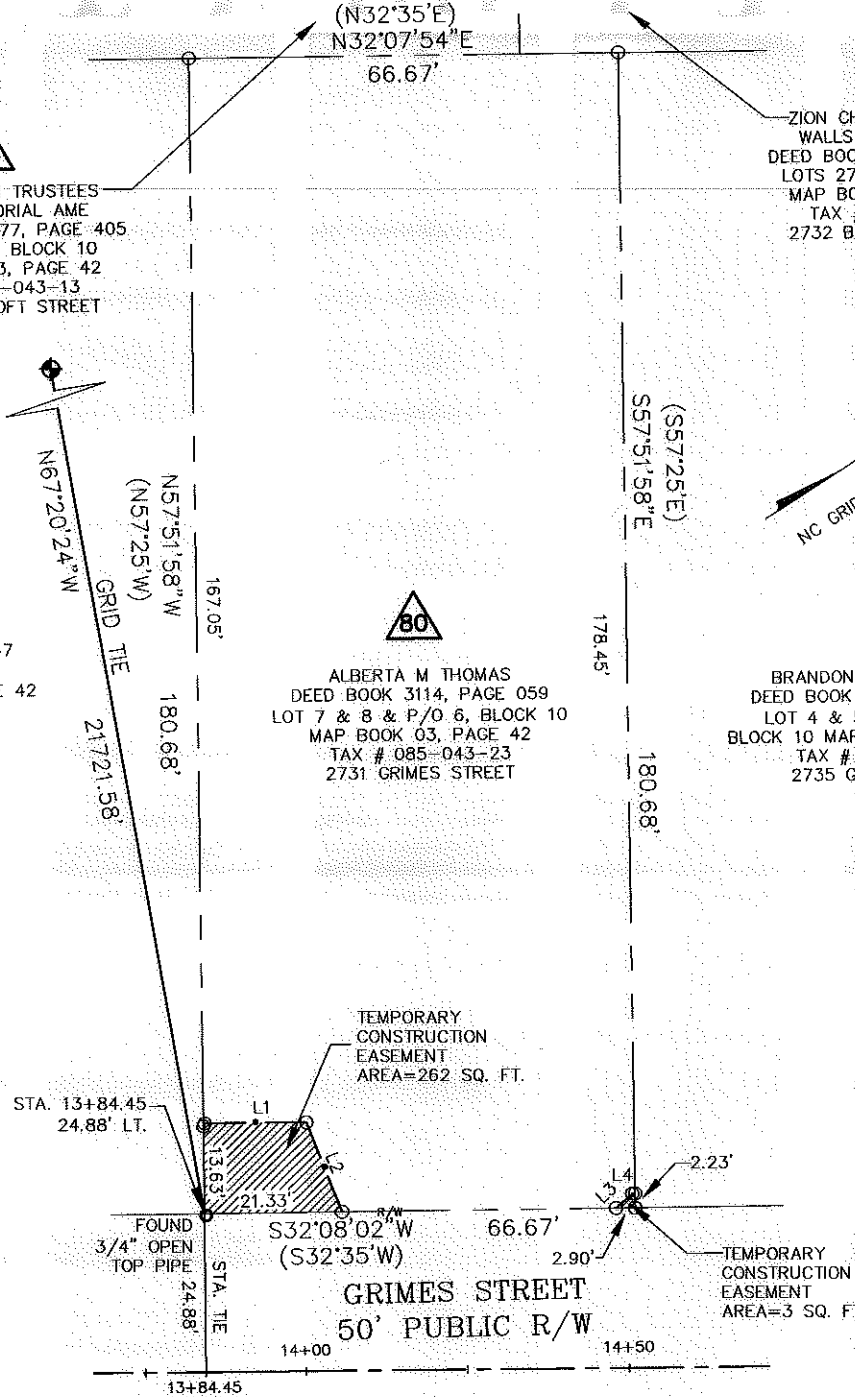 (N32°35'E)
N32°07'54"E
66.67'
TRUSTEES
ORIAL AME
77, PAGE 405
BLOCK 10
3, PAGE 42
-043-13
OFT STREET
ZION CH
WALLS
DEED BOO
LOTS 27
MAP BO
TAX
2732 B
N67°20'24"W
GRID TIE
21721.58'
N57°51'58"W
(N57°25'W)
167.05'
180.68'
(S57°25'E)
S57°51'58"E
178.45'
180.68'
NC GRID
7
42
80
ALBERTA M THOMAS
DEED BOOK 3114, PAGE 059
LOT 7 & 8 & P/O 6, BLOCK 10
MAP BOOK 03, PAGE 42
TAX # 085-043-23
2731 GRIMES STREET
BRANDON
DEED BOOK
LOT 4 &
BLOCK 10 MAP
TAX #
2735 G
TEMPORARY
CONSTRUCTION
EASEMENT
AREA=262 SQ. FT.
STA. 13+84.45
24.88' LT.
L1
L2
13.63'
21.33'
R/W
L3
L4
2.23'
2.90'
FOUND
3/4" OPEN
TOP PIPE
STA. TIE
24.88'
S32°08'02"W
(S32°35'W)
66.67'
TEMPORARY
CONSTRUCTION
EASEMENT
AREA=3 SQ. F
GRIMES STREET
50' PUBLIC R/W
14+00
14+50
13+84.45